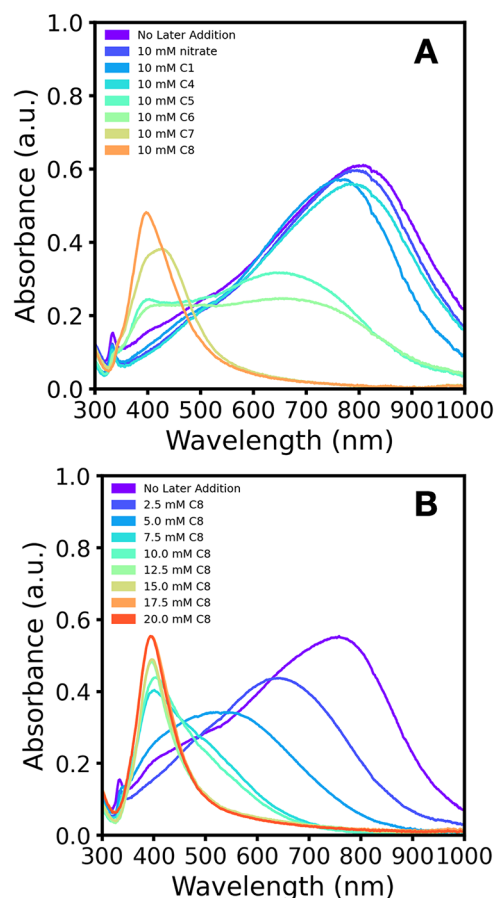 A
No Later Addition
10 mM nitrate
10 mM C1
10 mM C4
10 mM C5
10 mM C6
10 mM C7
10 mM C8
1.0
0.8
0.6
0.4
0.2
0.0
Absorbance (a.u.)
300 400 500 600 700 800 900 1000
Wavelength (nm)
B
No Later Addition
2.5 mM C8
5.0 mM C8
7.5 mM C8
10.0 mM C8
12.5 mM C8
15.0 mM C8
17.5 mM C8
20.0 mM C8
1.0
0.8
0.6
0.4
0.2
0.0
Absorbance (a.u.)
300 400 500 600 700 800 900 1000
Wavelength (nm)